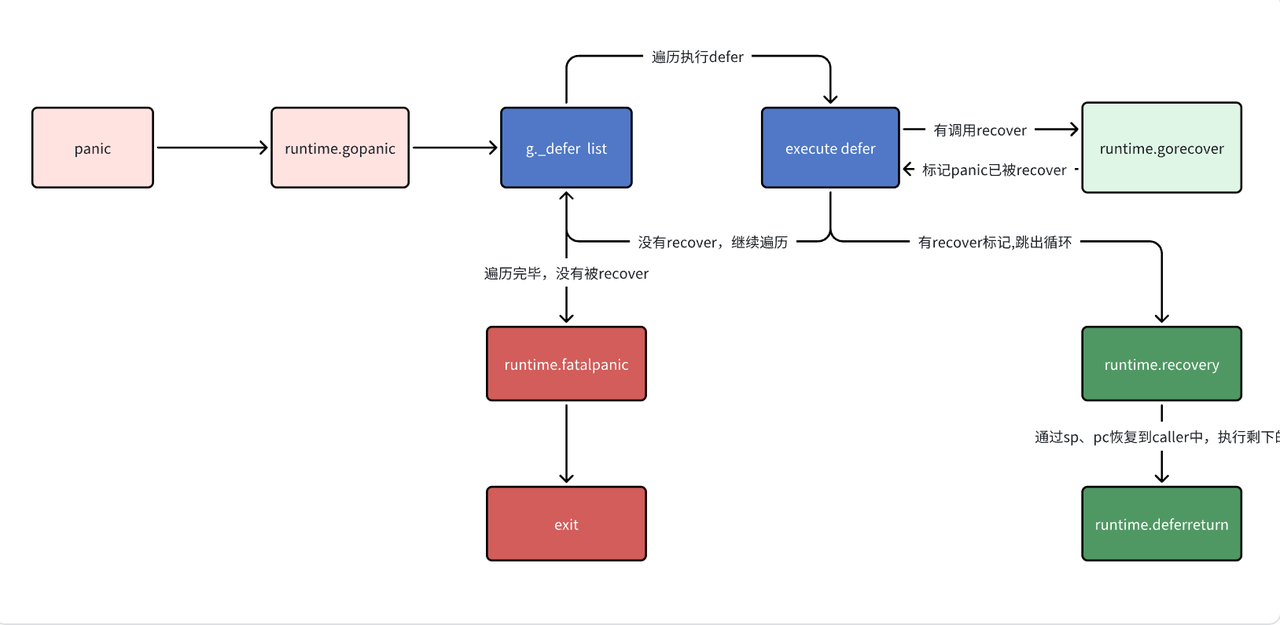 遍历执行defer
panic
runtime.gopanic
g._defer list
execute defer
有调用recover
标记panic已被recover
runtime.gorecover
没有recover，继续遍历
有recover标记,跳出循环
遍历完毕，没有被recover
runtime.fatalpanic
runtime.recovery
通过sp、pc恢复到caller中，执行剩下
exit
runtime.deferreturn